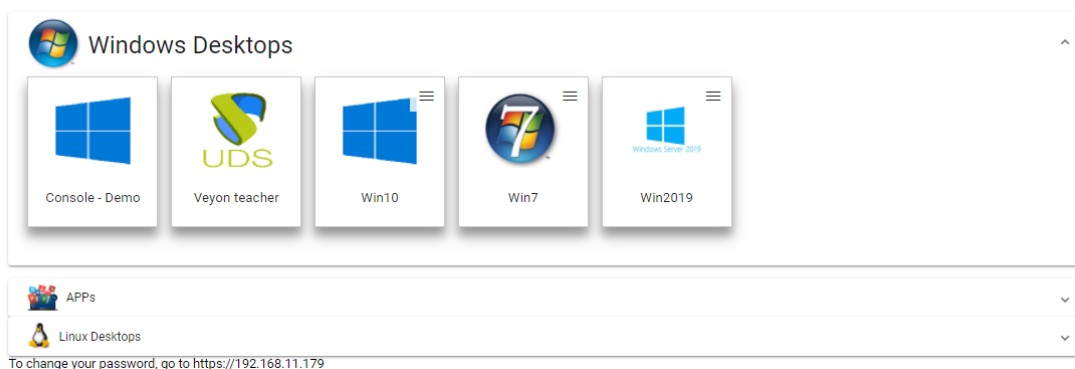 Windows Desktops
UDS
7
Windows Server 2019
Console - Demo
Veyon teacher
Win10
Win7
Win2019
APPs
Linux Desktops
To change your password, go to https://192.168.11.179